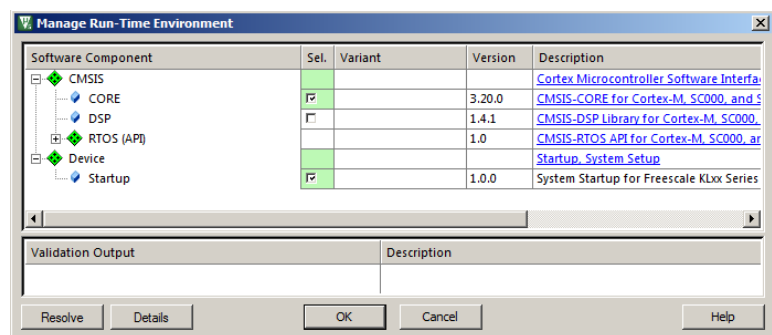 Manage Run-Time Environment
Software Component Sel. Variant Version Description
CMSIS Cortex Microcontroller Software Interfa
CORE 3.20.0 CMSIS-CORE for Cortex-M, SC000, and S
DSP 1.4.1 CMSIS-DSP Library for Cortex-M, SC000,
RTOS (API) 1.0 CMSIS-RTOS API for Cortex-M, SC000, ar
Device Startup, System Setup
Startup 1.0.0 System Startup for Freescale KLxx Series
Validation Output Description
Resolve Details OK Cancel Help